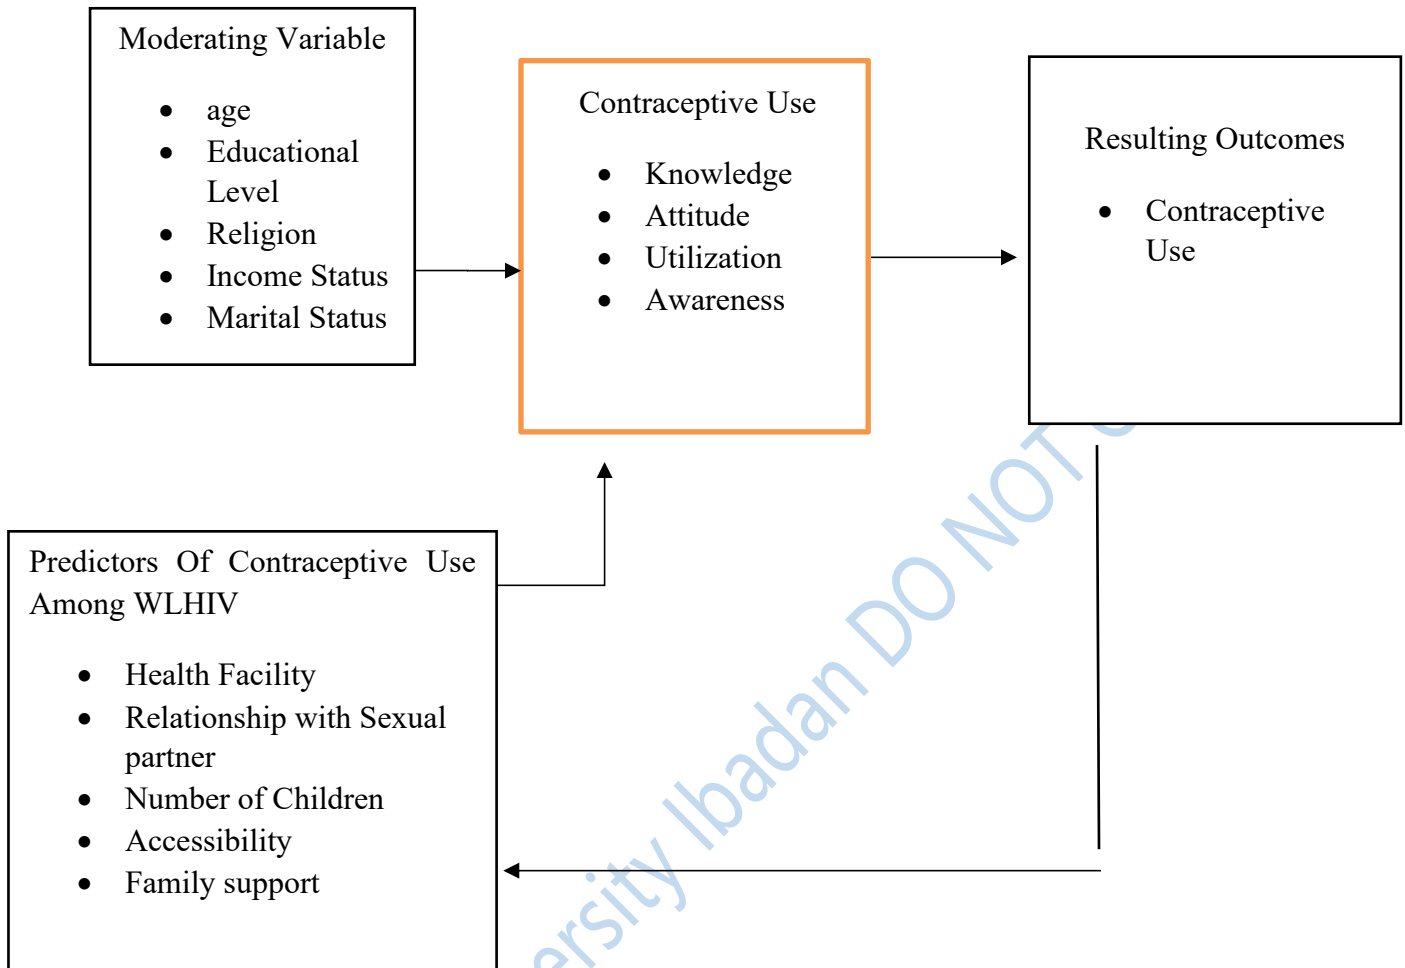 Moderating Variable
• age
• Educational
Level
• Religion
• Income Status
• Marital Status
Contraceptive Use
• Knowledge
• Attitude
• Utilization
• Awareness
Resulting Outcomes
• Contraceptive
Use
Predictors Of Contraceptive Use
Among WLHIV
• Health Facility
• Relationship with Sexual
partner
• Number of Children
• Accessibility
• Family support
Ibadan DO NOT